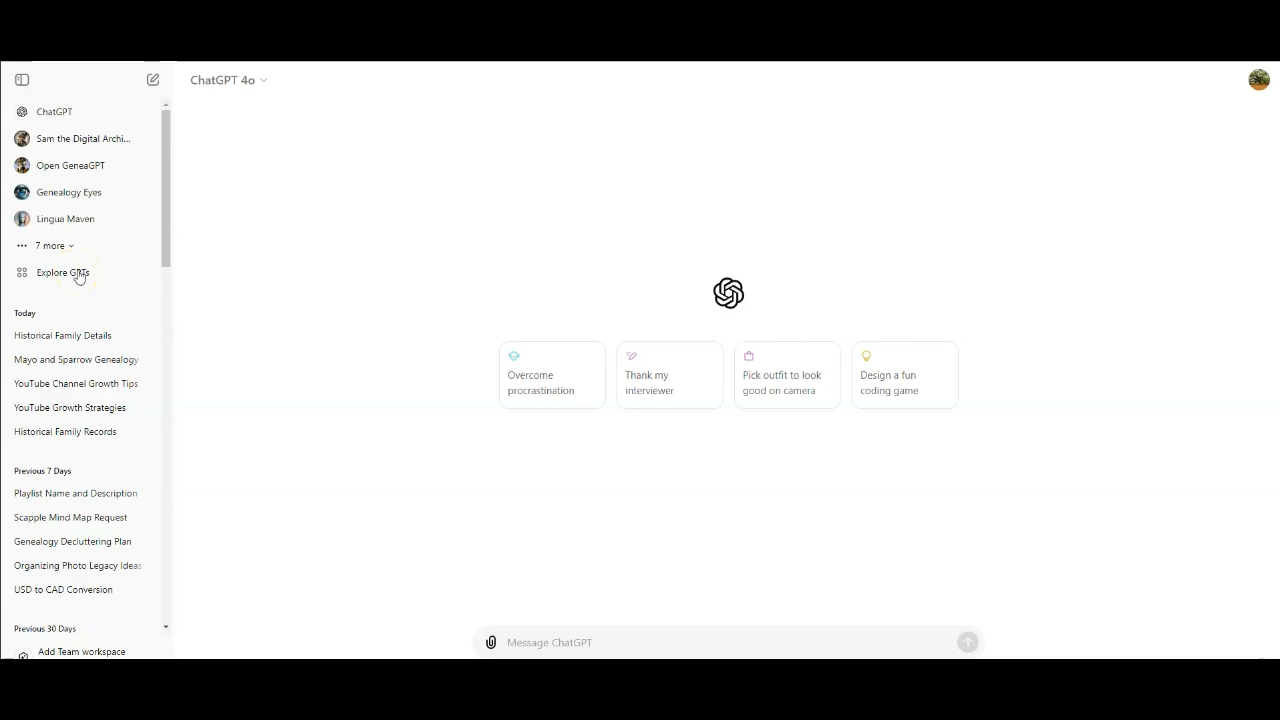 ChatGPT 4o
ChatGPT
Sam the Digital Archi...
Open GeneaGPT
Genealogy Eyes
Lingua Maven
7 more
Explore GPTs
Today
Historical Family Details
Mayo and Sparrow Genealogy
YouTube Channel Growth Tips
YouTube Growth Strategies
Historical Family Records
Previous 7 Days
Playlist Name and Description
Scapple Mind Map Request
Genealogy Decluttering Plan
Organizing Photo Legacy Ideas
USD to CAD Conversion
Previous 30 Days
Add Team workspace
Overcome
procrastination
Thank my
interviewer
Pick outfit to look
good on camera
Design a fun
coding game
Message ChatGPT